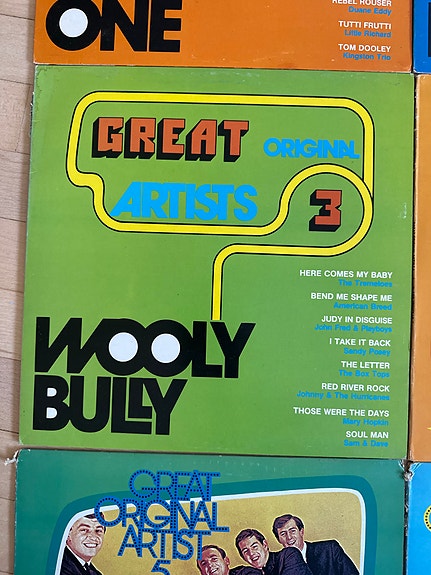 ONE
REBEL ROUSER
Duane Eddy
TUTTI FRUTTI
Little Richard
TOM DOOLEY
Kingston Trio
GREAT ORIGINAL
ARTISTS 3
HERE COMES MY BABY
The Tremeloes
BEND ME SHAPE ME
American Breed
JUDY IN DISGUISE
John Fred & Playboys
I TAKE IT BACK
Sandy Posey
THE LETTER
The Box Tops
RED RIVER ROCK
Johnny & The Hurricanes
THOSE WERE THE DAYS
Mary Hopkin
SOUL MAN
Sam & Dave
WOOLY
BULLY
GREAT
ORIGINAL
ARTIST
5